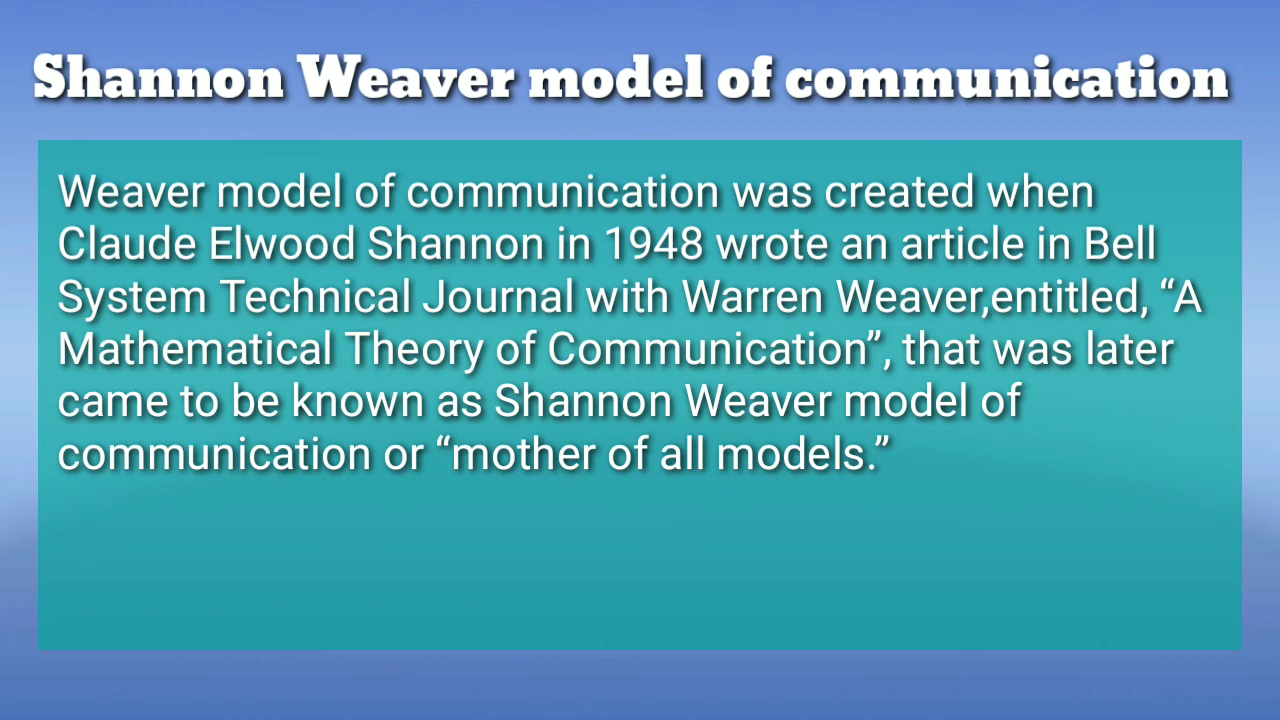 Shannon Weaver model of communication
Weaver model of communication was created when
Claude Elwood Shannon in 1948 wrote an article in Bell
System Technical Journal with Warren Weaver,entitled, “A
Mathematical Theory of Communication”, that was later
came to be known as Shannon Weaver model of
communication or “mother of all models.”